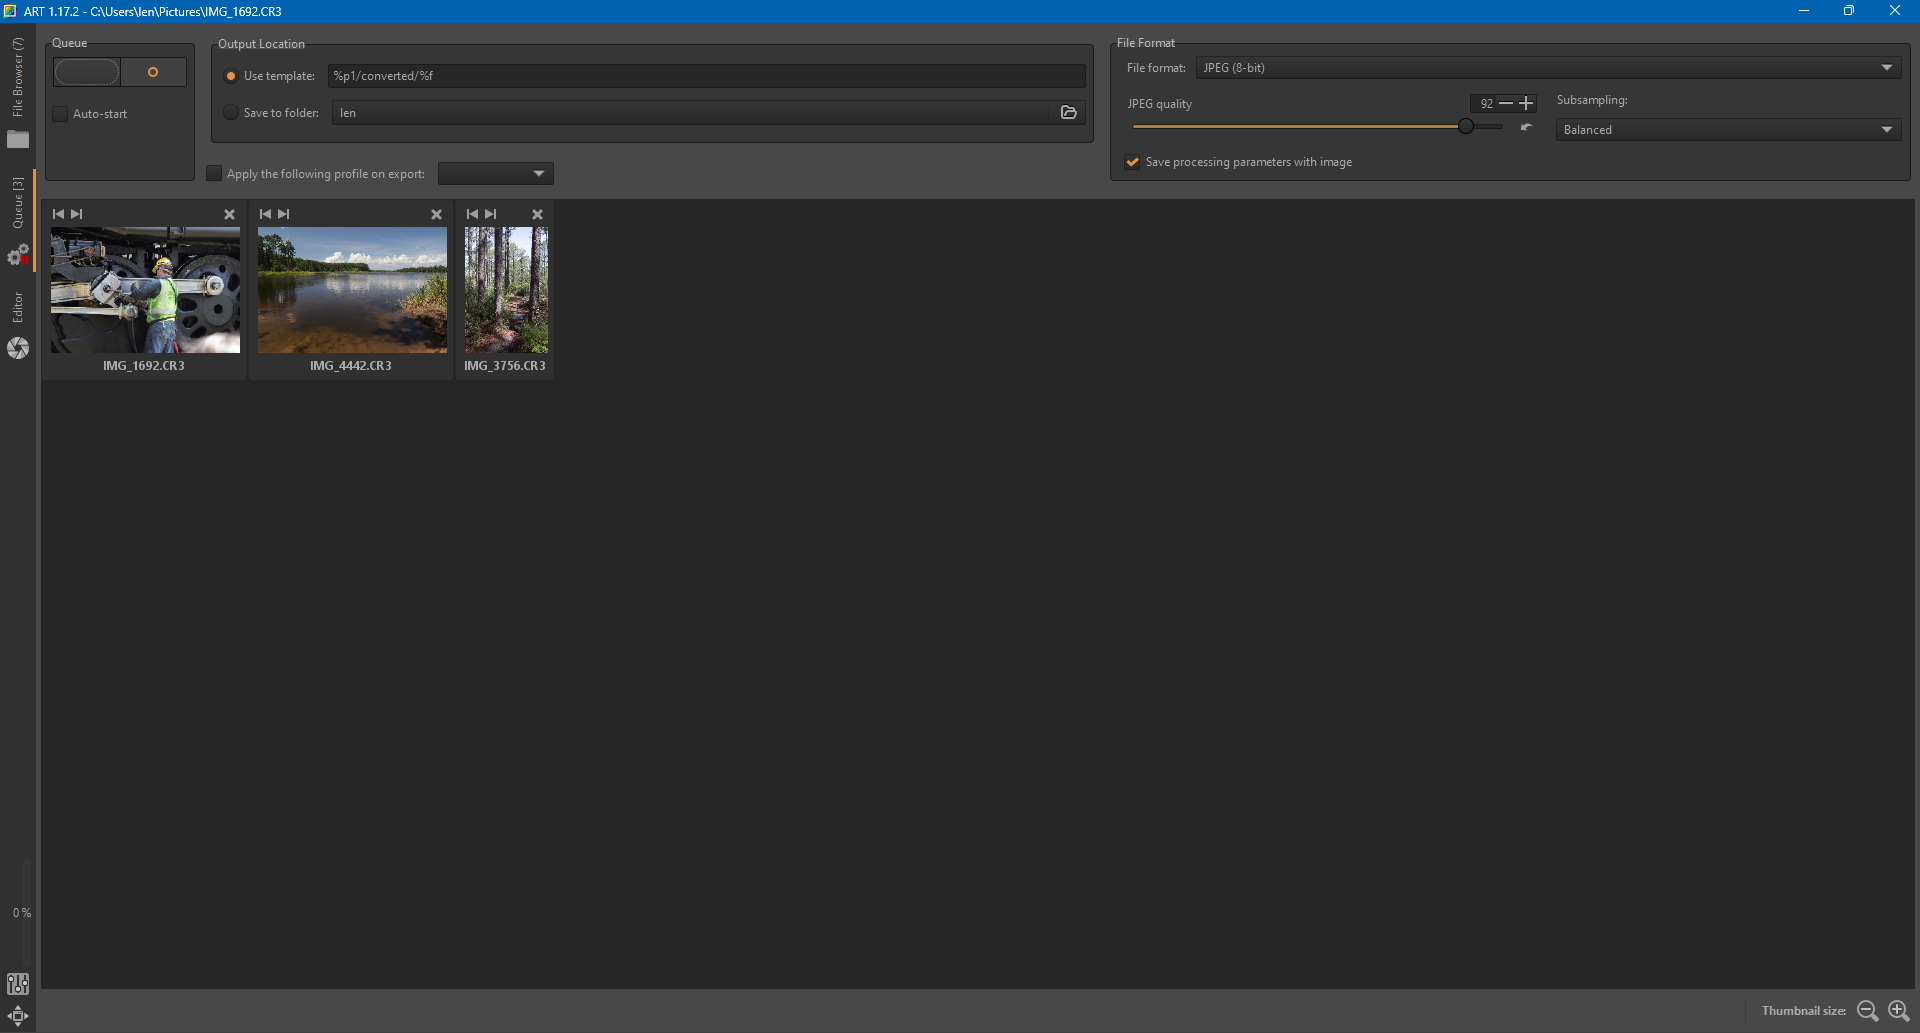 ART 1.17.2 - C:\Users\len\Pictures\IMG_1692.CR3
File Browser (7)
Queue [3]
Editor
0 %
Queue
Auto-start
Output Location
Use template: %p1/converted/%f
Save to folder: len
Apply the following profile on export:
File Format
File format: JPEG (8-bit)
JPEG quality 92
Subsampling:
Balanced
Save processing parameters with image
IMG_1692.CR3
IMG_4442.CR3
IMG_3756.CR3
Thumbnail size: